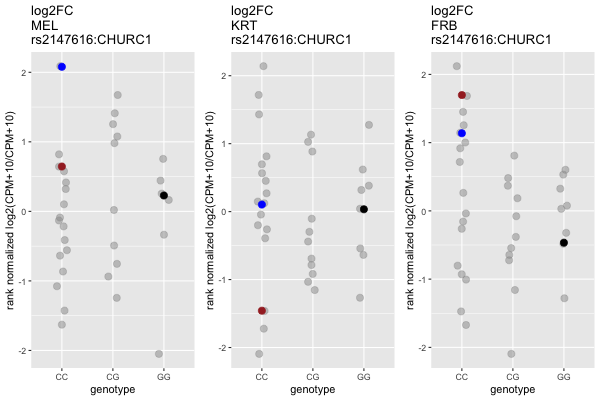 log2FC
MEL
rs2147616:CHURC1
rank normalized log2(CPM+10/CPM+10)
2
1
0
-1
-2
CC
CG
GG
genotype
log2FC
KRT
rs2147616:CHURC1
rank normalized log2(CPM+10/CPM+10)
2
1
0
-1
-2
CC
CG
GG
genotype
log2FC
FRB
rs2147616:CHURC1
rank normalized log2(CPM+10/CPM+10)
2
1
0
-1
-2
CC
CG
GG
genotype